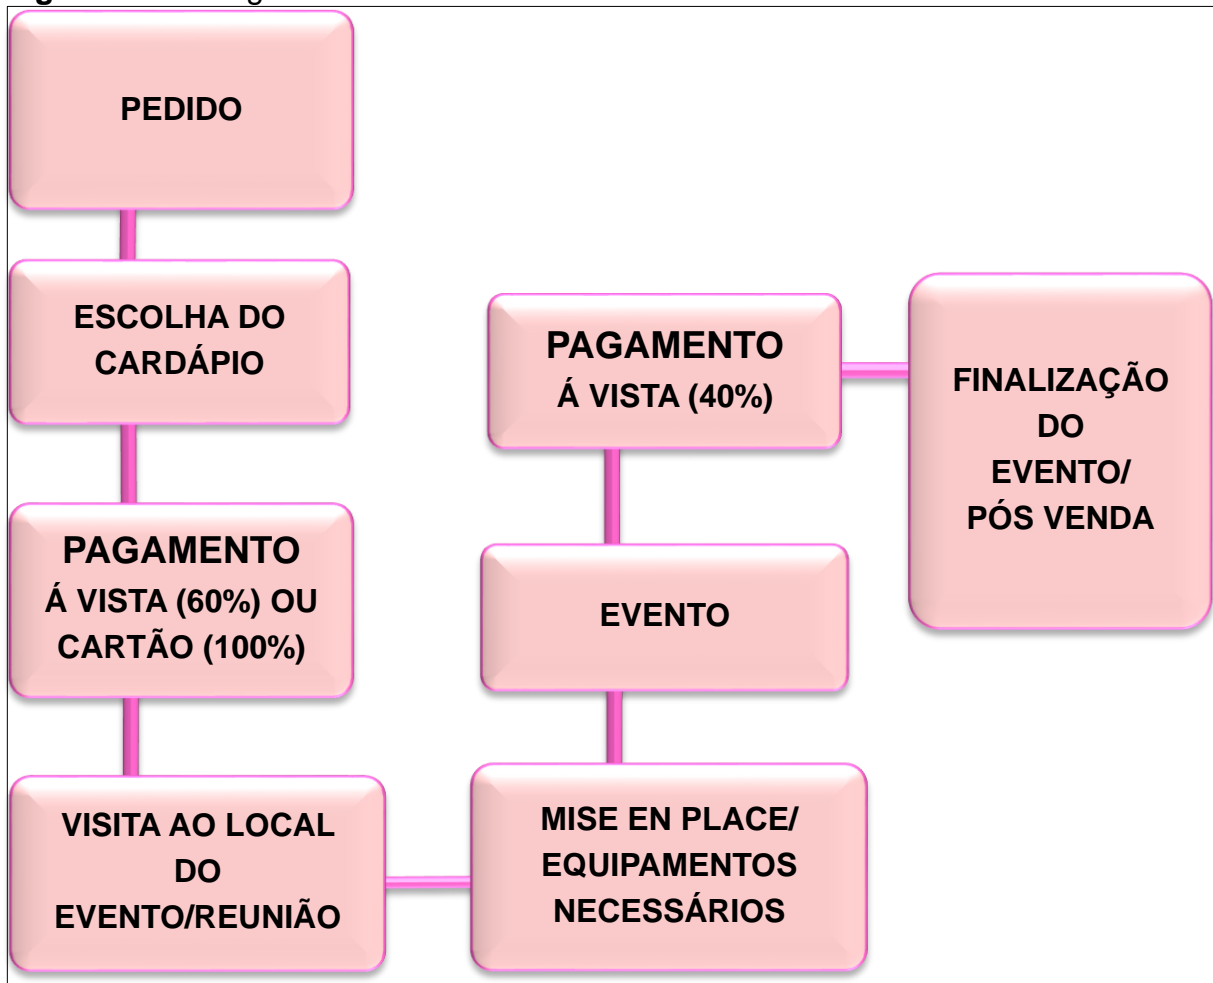 PEDIDO
ESCOLHA DO
CARDÁPIO
PAGAMENTO
Á VISTA (60%) OU
CARTÃO (100%)
VISITA AO LOCAL
DO
EVENTO/REUNIÃO
MISE EN PLACE/
EQUIPAMENTOS
NECESSÁRIOS
EVENTO
PAGAMENTO
Á VISTA (40%)
FINALIZAÇÃO
DO
EVENTO/
PÓS VENDA